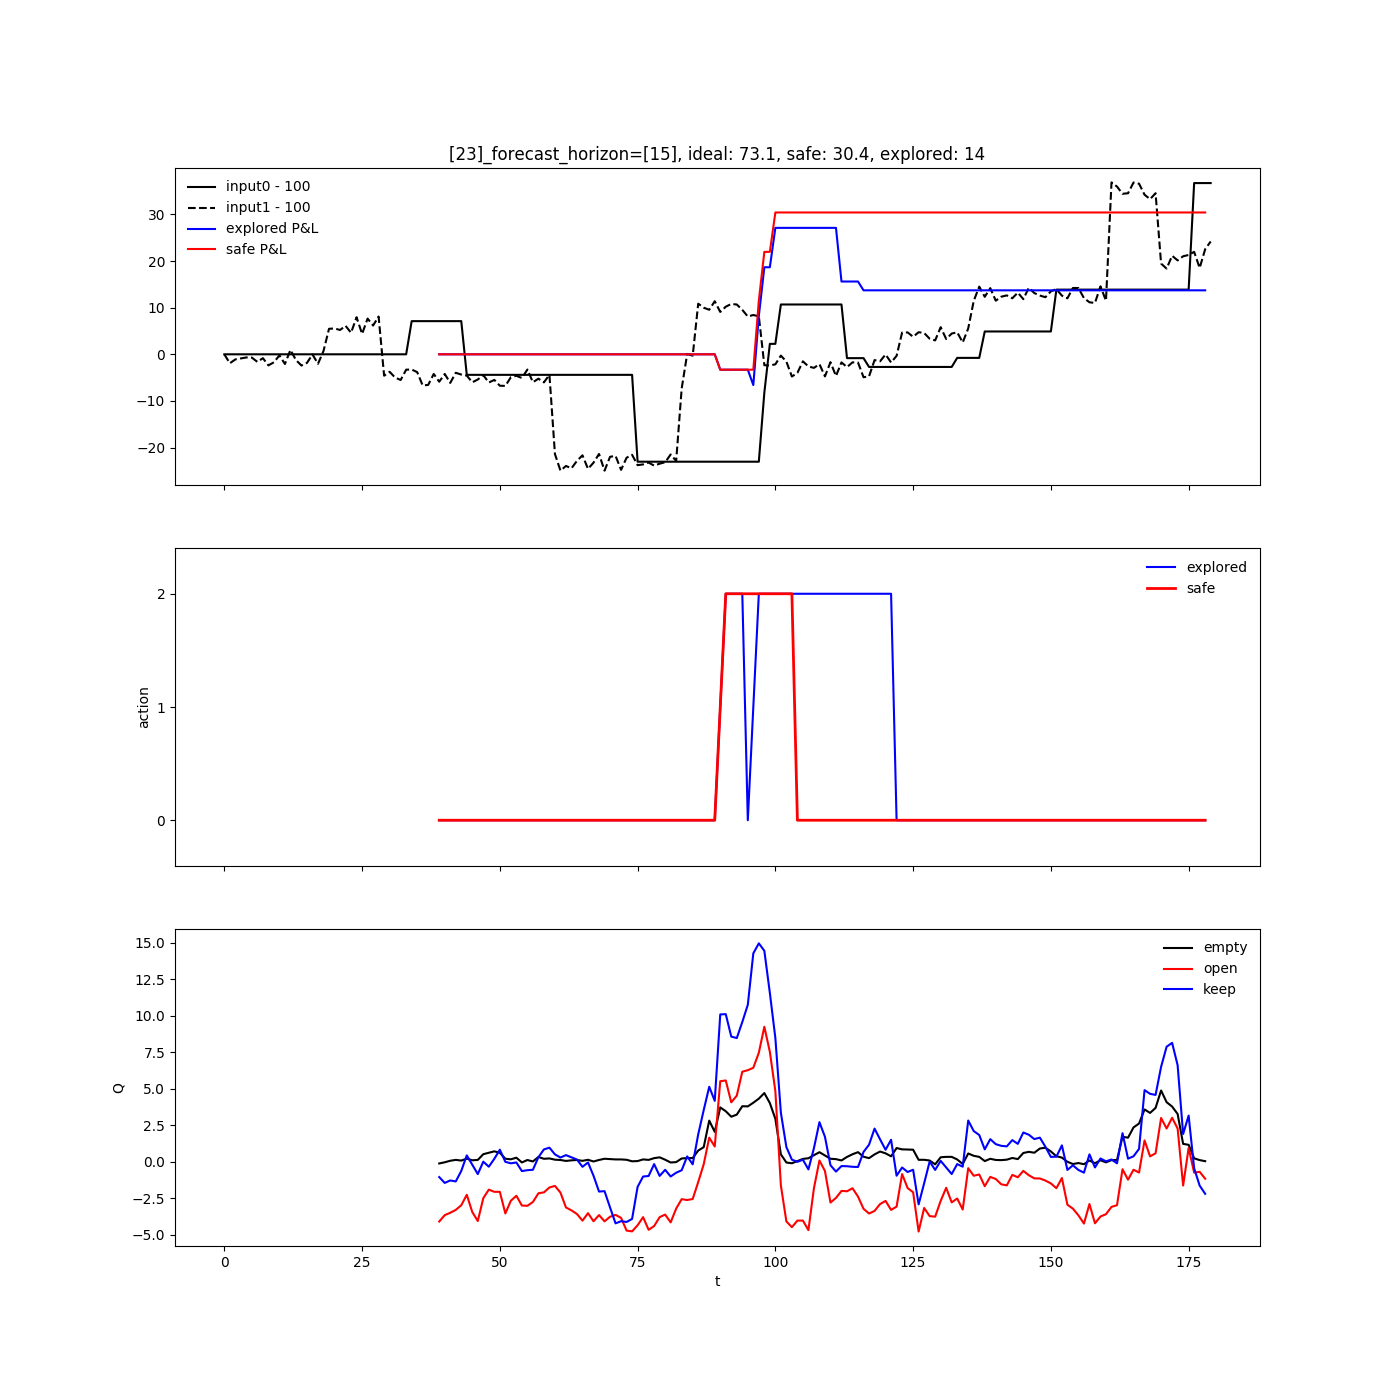 [23]_forecast_horizon=[15], ideal: 73.1, safe: 30.4, explored: 14
input0 - 100
input1 - 100
explored P&L
safe P&L
30
20
10
0
−10
−20
explored
safe
2
1
0
action
empty
open
keep
15.0
12.5
10.0
7.5
5.0
2.5
0.0
−2.5
−5.0
Q
0 25 50 75 100 125 150 175
t